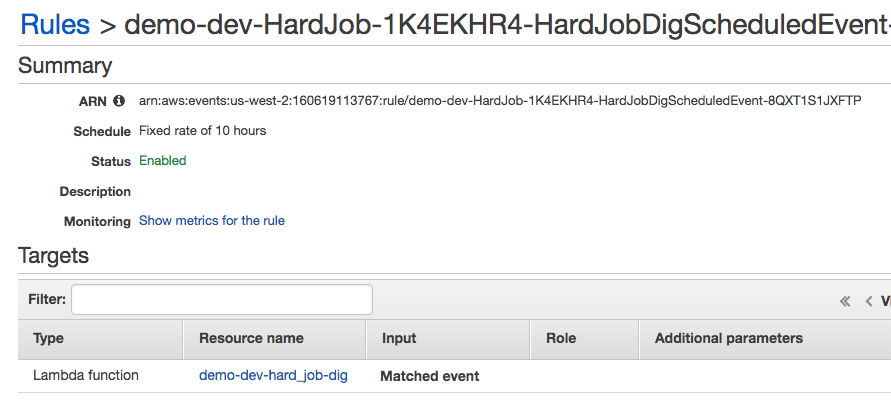 Rules > demo-dev-HardJob-1K4EKHR4-HardJobDigScheduledEvent-
Summary
ARN arn:aws:events:us-west-2:160619113767:rule/demo-dev-HardJob-1K4EKHR4-HardJobDigScheduledEvent-8QXT1S1JXFTP
Schedule Fixed rate of 10 hours
Status Enabled
Description
Monitoring Show metrics for the rule
Targets
Filter: « ‹
Type Resource name Input Role Additional parameters
Lambda function demo-dev-hard_job-dig Matched event